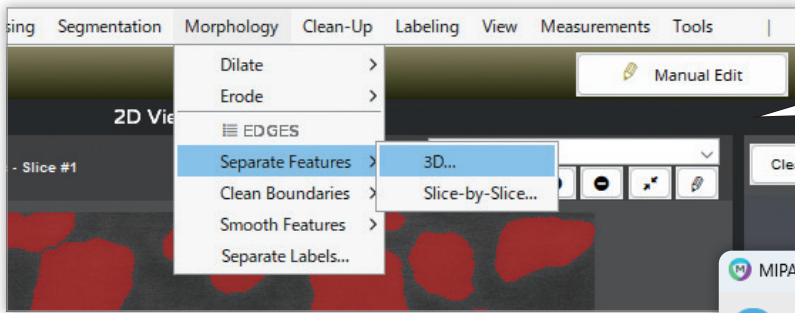 sing Segmentation Morphology Clean-Up Labeling View Measurements Tools |
Manual Edit
Dilate
Erode
2D Vie
EDGES
- Slice #1
Separate Features
3D...
Clean Boundaries
Slice-by-Slice...
Smooth Features
Separate Labels...
Clea
MIPA